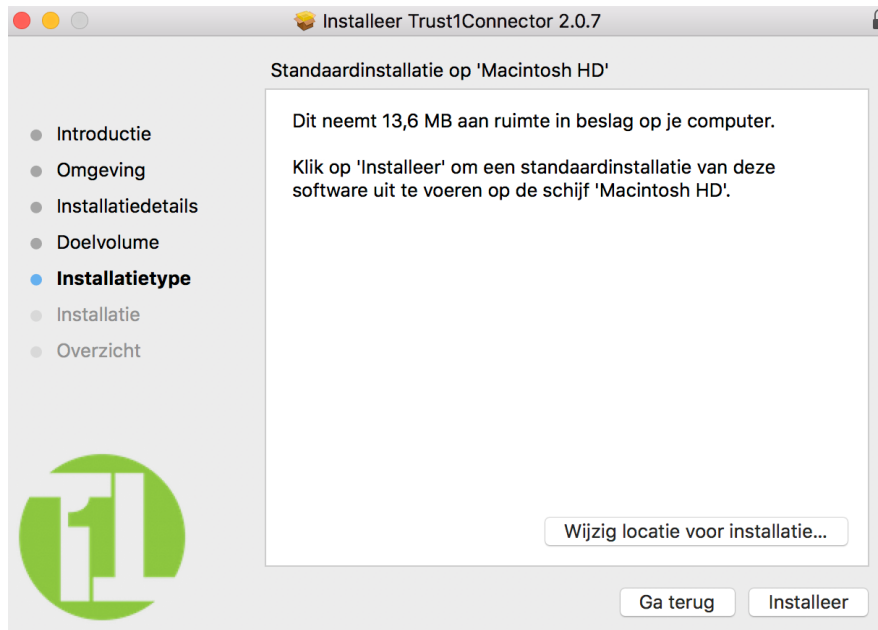 Installeer Trust1Connector 2.0.7
Standaardinstallatie op 'Macintosh HD'
Introductie
Omgeving
Installatiedetails
Doelvolume
Installatietype
Installatie
Overzicht
Dit neemt 13,6 MB aan ruimte in beslag op je computer.
Klik op 'Installeer' om een standaardinstallatie van deze
software uit te voeren op de schijf 'Macintosh HD'.
Wijzig locatie voor installatie...
Ga terug
Installeer